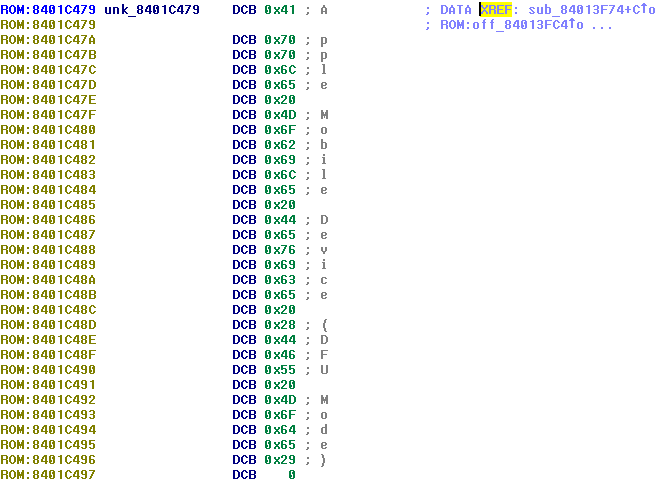 ROM:8401C479 unk_8401C479 DCB 0x41 ; A ; DATA XREF: sub_84013F74+C↑o
ROM:8401C479 ; ROM:off_84013FC4↑o ...
ROM:8401C47A DCB 0x70 ; p
ROM:8401C47B DCB 0x70 ; p
ROM:8401C47C DCB 0x6C ; l
ROM:8401C47D DCB 0x65 ; e
ROM:8401C47E DCB 0x20
ROM:8401C47F DCB 0x4D ; M
ROM:8401C480 DCB 0x6F ; o
ROM:8401C481 DCB 0x62 ; b
ROM:8401C482 DCB 0x69 ; i
ROM:8401C483 DCB 0x6C ; l
ROM:8401C484 DCB 0x65 ; e
ROM:8401C485 DCB 0x20
ROM:8401C486 DCB 0x44 ; D
ROM:8401C487 DCB 0x65 ; e
ROM:8401C488 DCB 0x76 ; v
ROM:8401C489 DCB 0x69 ; i
ROM:8401C48A DCB 0x63 ; c
ROM:8401C48B DCB 0x65 ; e
ROM:8401C48C DCB 0x20
ROM:8401C48D DCB 0x28 ; (
ROM:8401C48E DCB 0x44 ; D
ROM:8401C48F DCB 0x46 ; F
ROM:8401C490 DCB 0x55 ; U
ROM:8401C491 DCB 0x20
ROM:8401C492 DCB 0x4D ; M
ROM:8401C493 DCB 0x6F ; o
ROM:8401C494 DCB 0x64 ; d
ROM:8401C495 DCB 0x65 ; e
ROM:8401C496 DCB 0x29 ; )
ROM:8401C497 DCB 0